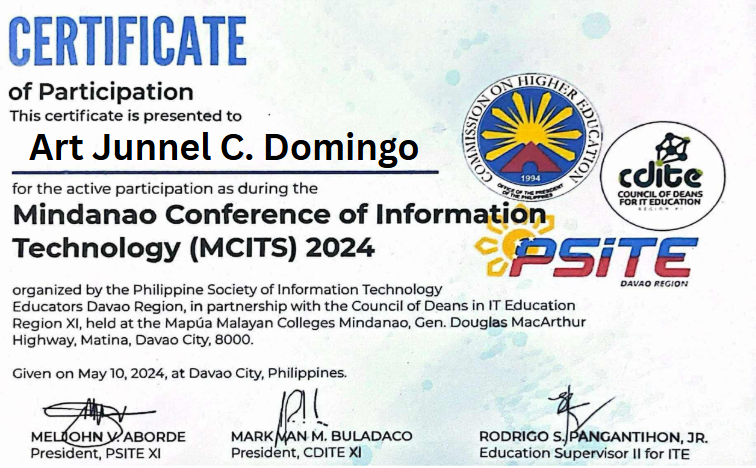 CERTIFICATE
of Participation
This certificate is presented to
Art Junnel C. Domingo
for the active participation as during the
Mindanao Conference of Information
Technology (MCITS) 2024
COMMISSION ON HIGHER EDUCATION
1994
OFFICE OF THE PRESIDENT
OF THE PHILIPPINES
cdite
COUNCIL OF DEANS
FOR IT EDUCATION
REGION XI
PSITE
DAVAO REGION
organized by the Philippine Society of Information Technology
Educators Davao Region, in partnership with the Council of Deans in IT Education
Region XI, held at the Mapúa Malayan Colleges Mindanao, Gen. Douglas MacArthur
Highway, Matina, Davao City, 8000.
Given on May 10, 2024, at Davao City, Philippines.
MELJOHN V. ABORDE
President, PSITE XI
MARK VAN M. BULADACO
President, CDITE XI
RODRIGO S. PANGANTIHON, JR.
Education Supervisor II for ITE